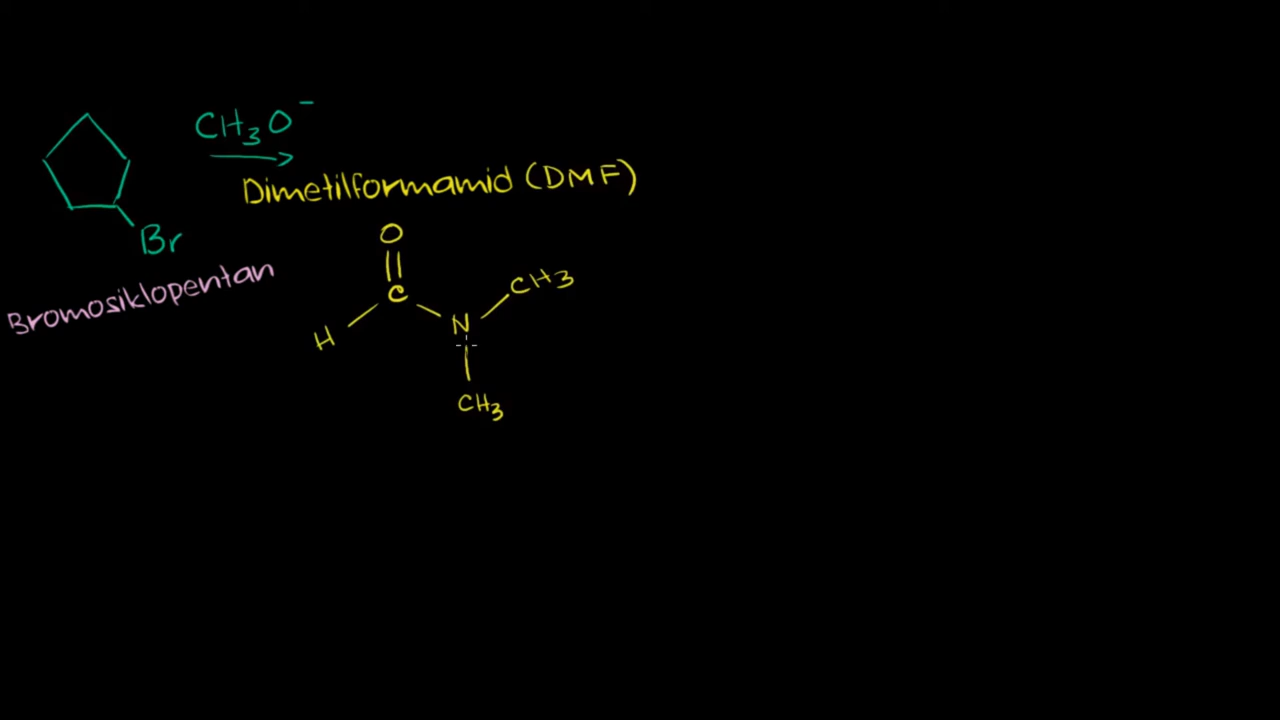 CH3O⁻
Dimetilformamid (DMF)
Br
Bromosiklopentan
O
C
H
N
CH3
CH3